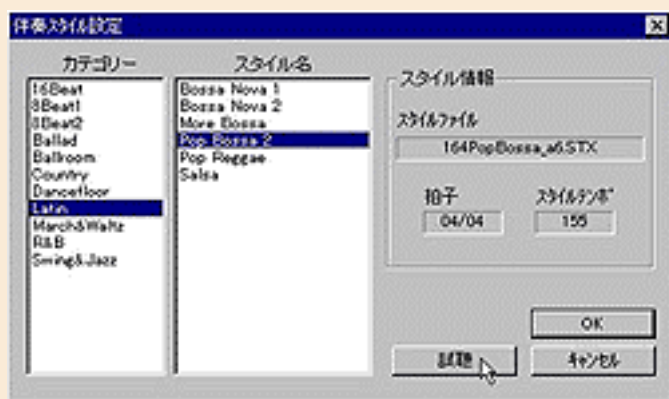 伴奏スタイル設定
カテゴリー
16Beat
8Beat1
8Beat2
Ballad
Ballroom
Country
Dancefloor
Latin
March&Waltz
R&B
Swing&Jazz
スタイル名
Bossa Nova 1
Bossa Nova 2
More Bossa
Pop Bossa 2
Pop Reggae
Salsa
スタイル情報
スタイルファイル
164PopBossa_a6.STX
拍子
スタイルテンポ
04/04
155
OK
試聴
キャンセル